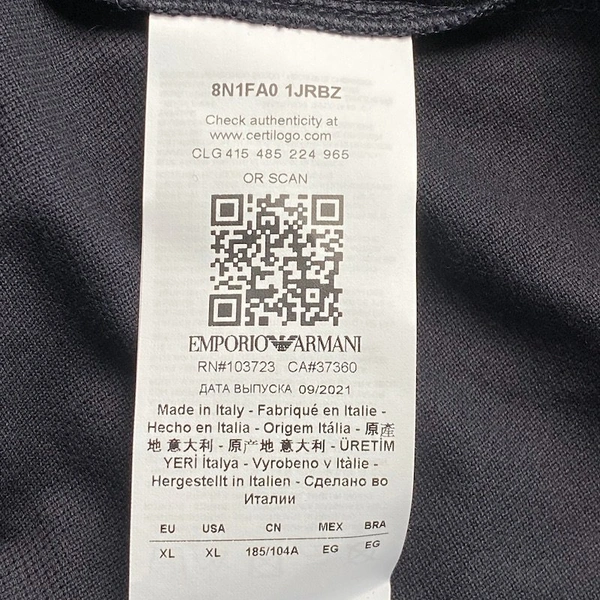 8N1FA0 1JRBZ
Check authenticity at
www.certilogo.com
CLG 415 485 224 965
OR SCAN
EMPORIO ARMANI
RN#103723 CA#37360
ДАТА ВЫПУСКА 09/2021
Made in Italy - Fabriqué en Italie -
Hecho en Italia - Origem Itália - 原產
地 意大利 - 原产地 意大利 - ÜRETİM
YERİ İtalya - Vyrobeno v Itàlie -
Hergestellt in Italien - Сделано во
Италии
EU USA CN MEX BRA
XL XL 185/104A EG EG